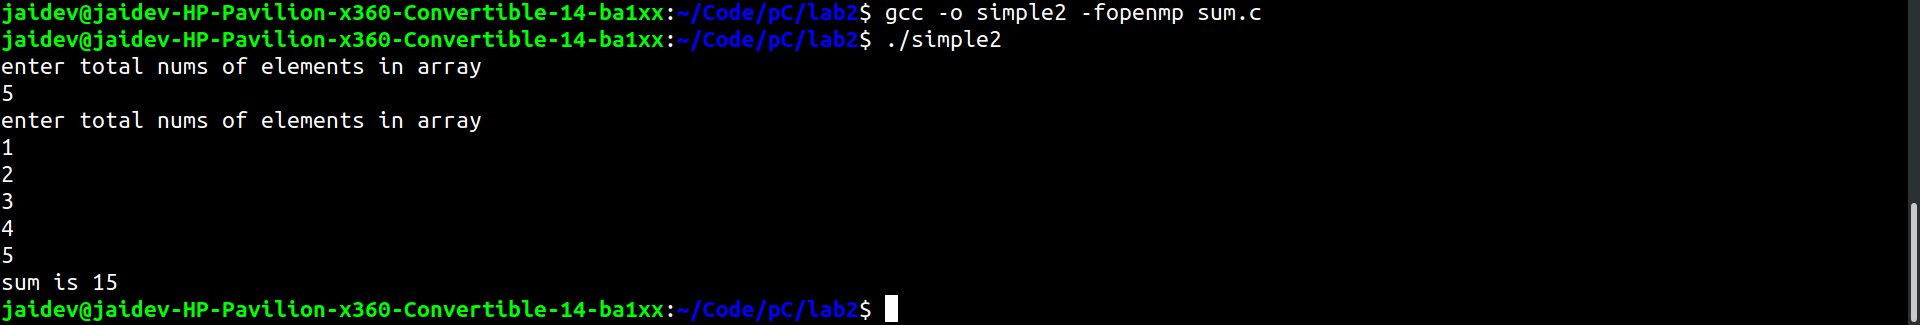 jaidev@jaidev-HP-Pavilion-x360-Convertible-14-ba1xx:~/Code/pC/lab2$ gcc -o simple2 -fopenmp sum.c
jaidev@jaidev-HP-Pavilion-x360-Convertible-14-ba1xx:~/Code/pC/lab2$ ./simple2
enter total nums of elements in array
5
enter total nums of elements in array
1
2
3
4
5
sum is 15
jaidev@jaidev-HP-Pavilion-x360-Convertible-14-ba1xx:~/Code/pC/lab2$